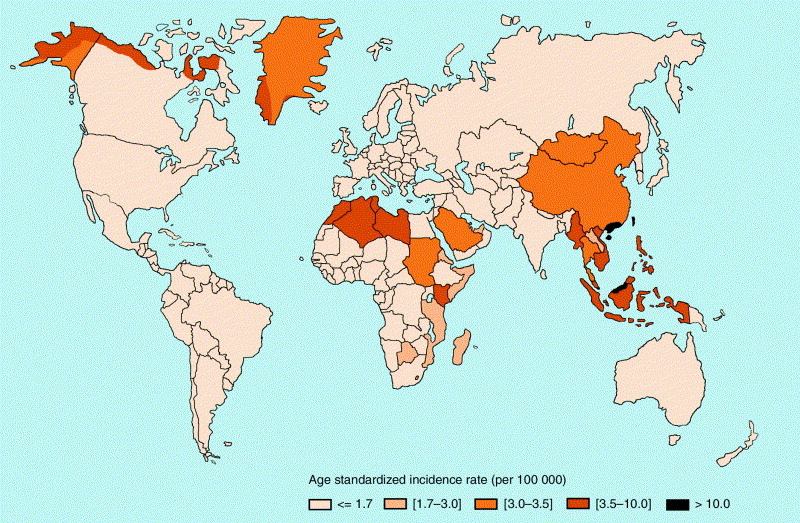 Age standardized incidence rate (per 100 000)
<= 1.7 [1.7–3.0] [3.0–3.5] [3.5–10.0] > 10.0